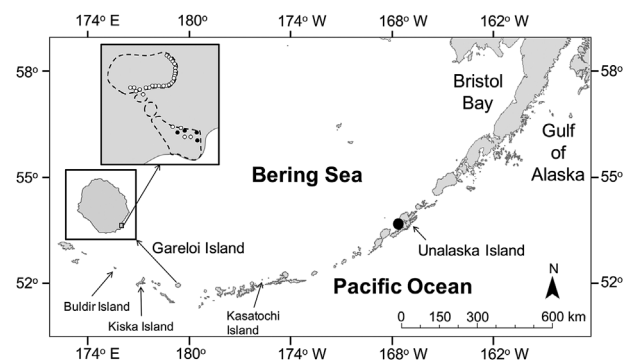 174° E 180° 174° W 168° W 162° W
58° 58°
Bristol
Bay
Gulf
of
Alaska
55° 55°
Bering Sea
Gareloi Island
Unalaska Island
52° 52°
Pacific Ocean
N
Buldir Island
Kiska Island
Kasatochi
Island
0 150 300 600 km
174° E 180° 174° W 168° W 162° W